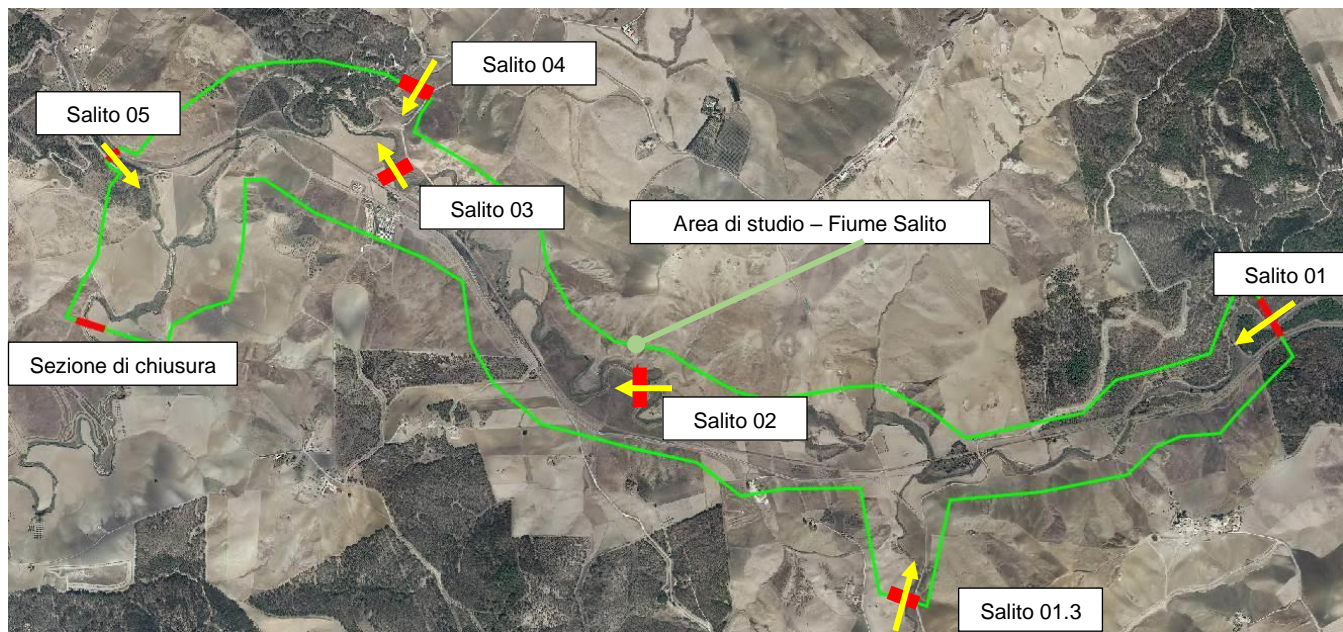 Salito 04
Salito 05
Salito 03
Area di studio – Fiume Salito
Salito 01
Sezione di chiusura
Salito 02
Salito 01.3